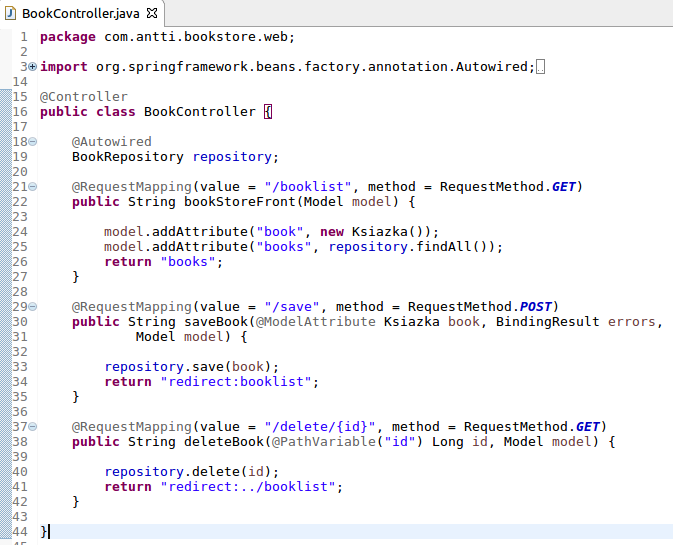 BookController.java
1 package com.antti.bookstore.web;
2
3 import org.springframework.beans.factory.annotation.Autowired;
14
15 @Controller
16 public class BookController {
17
18     @Autowired
19     BookRepository repository;
20
21     @RequestMapping(value = "/booklist", method = RequestMethod.GET)
22     public String bookStoreFront(Model model) {
23
24         model.addAttribute("book", new Ksiazka());
25         model.addAttribute("books", repository.findAll());
26         return "books";
27     }
28
29     @RequestMapping(value = "/save", method = RequestMethod.POST)
30     public String saveBook(@ModelAttribute Ksiazka book, BindingResult errors,
31             Model model) {
32
33         repository.save(book);
34         return "redirect:booklist";
35     }
36
37     @RequestMapping(value = "/delete/{id}", method = RequestMethod.GET)
38     public String deleteBook(@PathVariable("id") Long id, Model model) {
39
40         repository.delete(id);
41         return "redirect:../booklist";
42     }
43
44 }
45